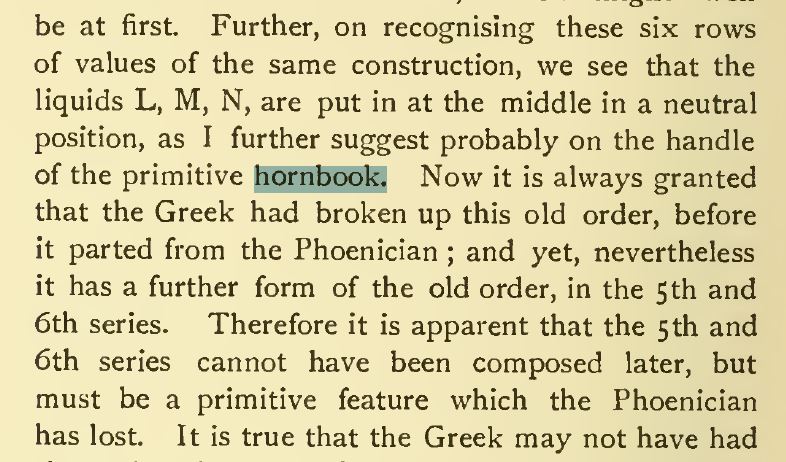 be at first. Further, on recognising these six rows
of values of the same construction, we see that the
liquids L, M, N, are put in at the middle in a neutral
position, as I further suggest probably on the handle
of the primitive hornbook. Now it is always granted
that the Greek had broken up this old order, before
it parted from the Phoenician ; and yet, nevertheless
it has a further form of the old order, in the 5th and
6th series. Therefore it is apparent that the 5th and
6th series cannot have been composed later, but
must be a primitive feature which the Phoenician
has lost. It is true that the Greek may not have had